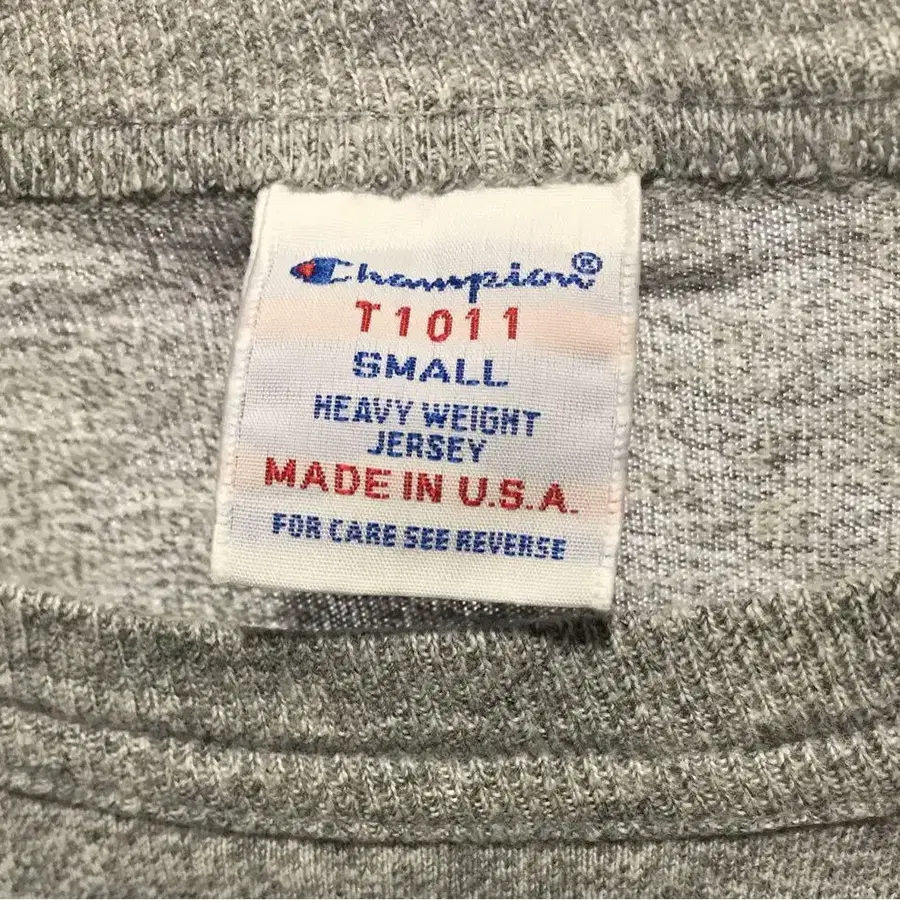 Champion®
T1011
SMALL
HEAVY WEIGHT
JERSEY
MADE IN U.S.A.
FOR CARE SEE REVERSE